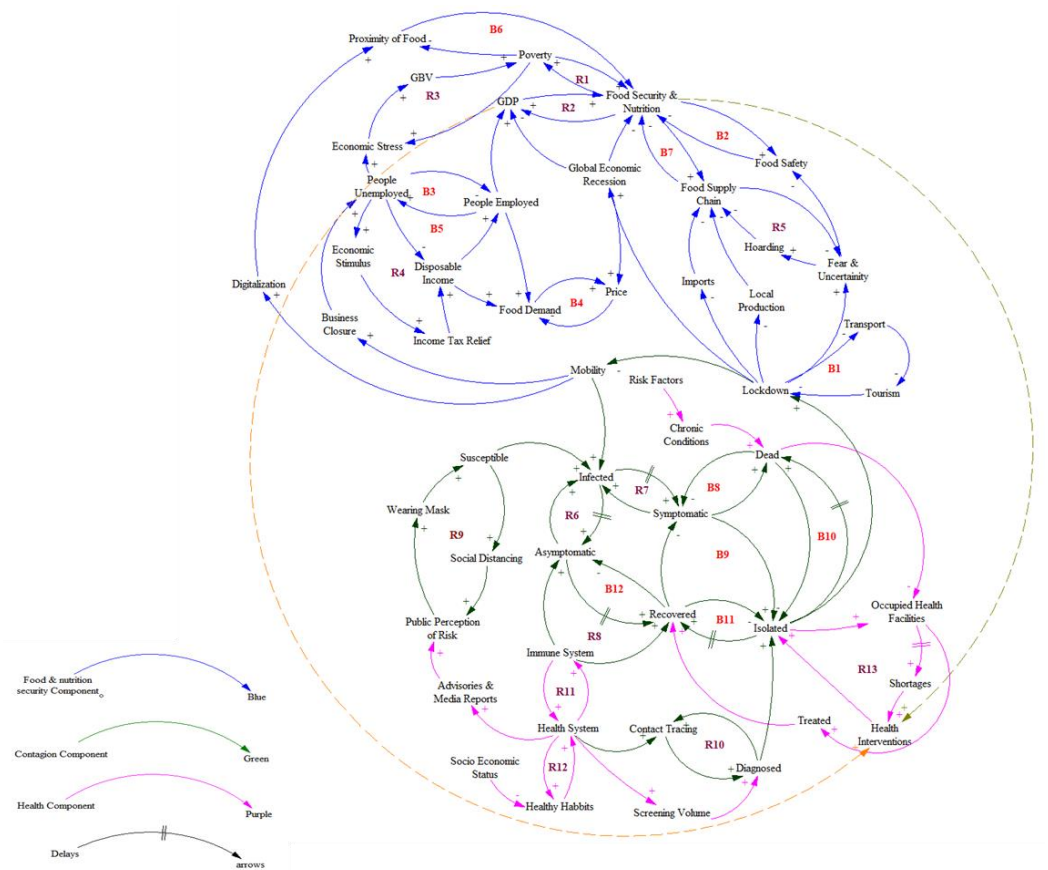 B6
Proximity of Food
Poverty
R1
GBV
R3
GDP
R2
Food Security &
Nutrition
B2
B7
Food Safety
Economic Stress
People
Unemployed
B3
People Employed
Global Economic
Recession
Food Supply
Chain
B5
R5
Hoarding
Economic
Stimulus
R4
Disposable
Income
Fear &
Uncertainity
Digitalization
Food Demand
B4
Price
Imports
Local
Production
Business
Closure
Income Tax Relief
Transport
Mobility
B1
Risk Factors
Lockdown
Tourism
Chronic
Conditions
Susceptible
Dead
Infected
R7
B8
Wearing Mask
R6
Symptomatic
R9
B10
Social Distancing
Asymptomatic
B9
B12
Public Perception
of Risk
Recovered
B11
Isolated
Occupied Health
Facilities
R8
Immune System
R13
Advisories &
Media Reports
R11
Shortages
Health System
Contact Tracing
Treated
Health
Interventions
R10
Socio Economic
Status
R12
Diagnosed
Healthy Habbits
Screening Volume
Food & nutrition
security Component
Blue
Contagion Component
Green
Health Component
Purple
Delays
arrows